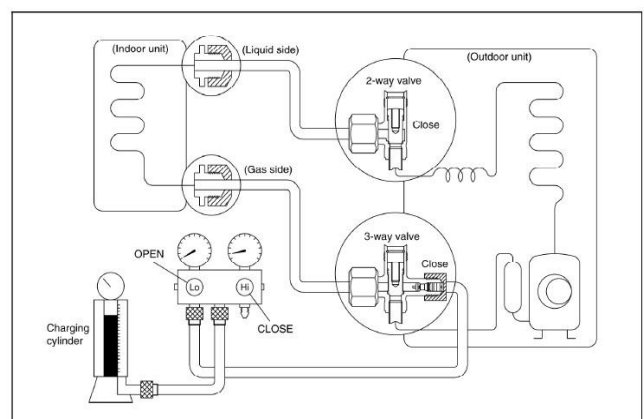 (Indoor unit)
(Liquid side)
(Outdoor unit)
2-way valve
Close
(Gas side)
3-way valve
Close
OPEN
Lo
Hi
CLOSE
Charging
cylinder